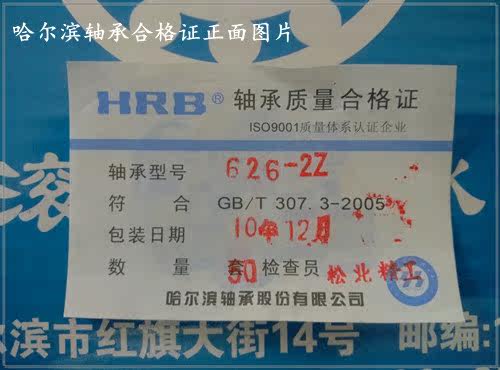 哈尔滨轴承合格证正面图片
HRB® 轴承质量合格证
ISO9001质量体系认证企业
轴承型号 626-2Z
符 合 GB/T 307. 3-2005
包装日期 10年12月
数 量 50 套 检查员 松北精工
哈尔滨轴承股份有限公司
滨市红旗大街14号 邮编: